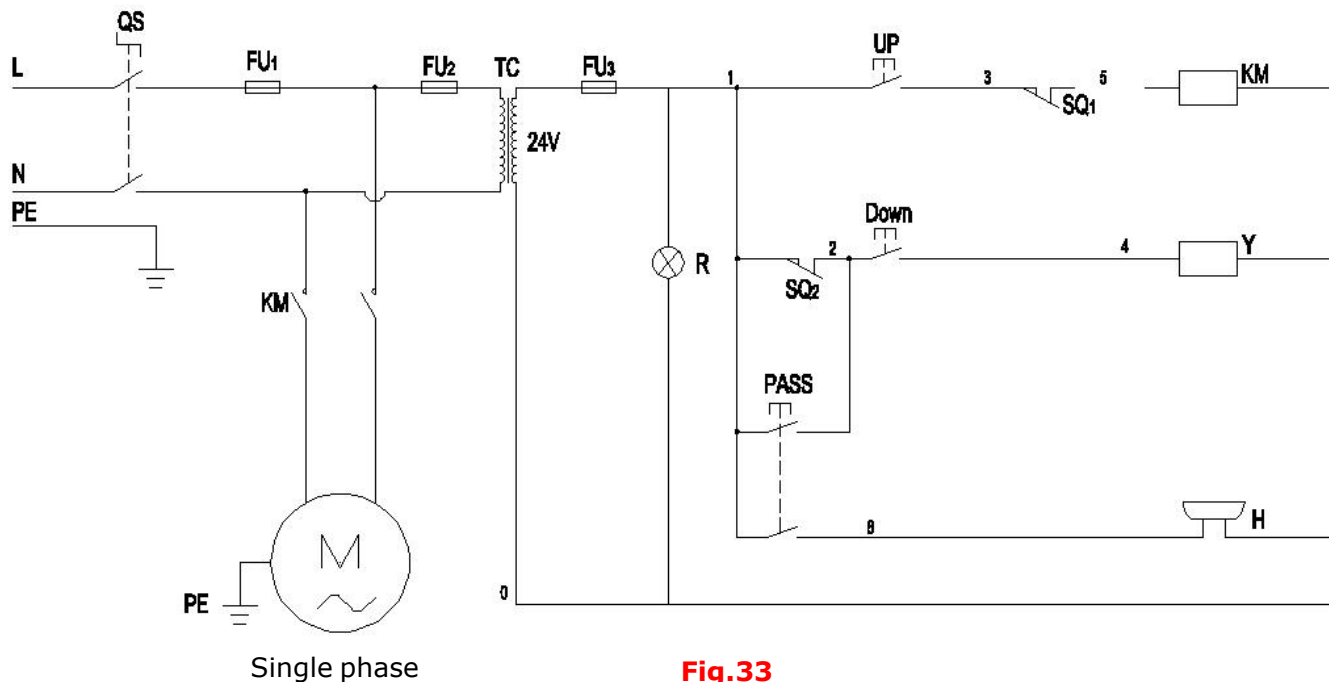 QS
UP
L
FU1
FU2
TC
FU3
1
3
5
KM
SQ1
24V
N
PE
Down
R
2
4
Y
SQ2
KM
PASS
M
8
H
PE
0
Single phase
Fig.33